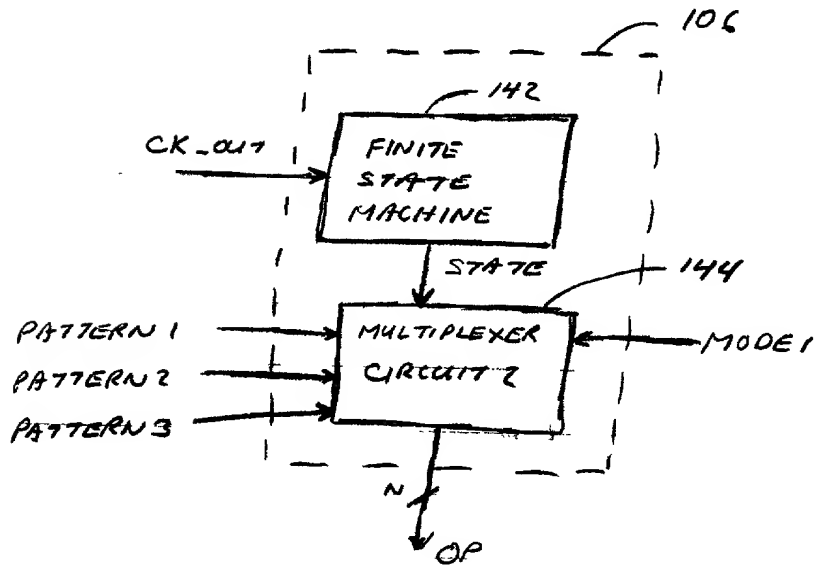 106
142
CK_OUT
FINITE
STATE
MACHINE
STATE
144
PATTERN 1
MULTIPLEXER
MODE 1
CIRCUIT 2
PATTERN 2
PATTERN 3
N
OP